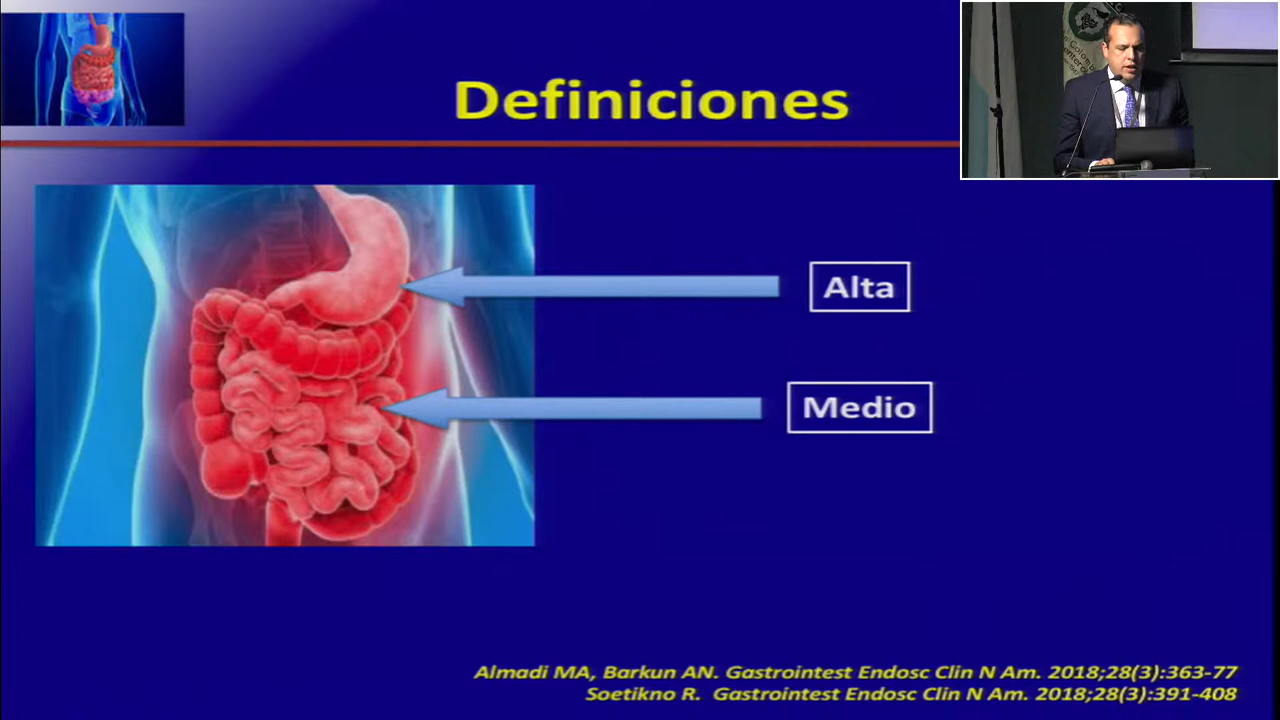 Definiciones
Alta
Medio
Almadi MA, Barkun AN. Gastrointest Endosc Clin N Am. 2018;28(3):363-77
Soetikno R. Gastrointest Endosc Clin N Am. 2018;28(3):391-408